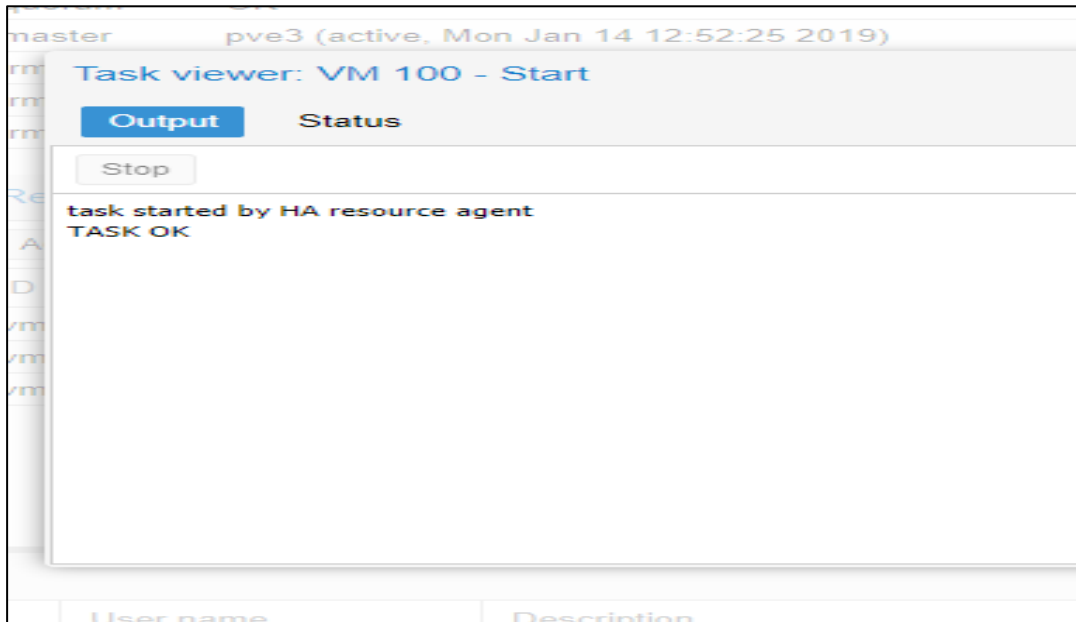 master pve3 (active, Mon Jan 14 12:52:25 2019)
Task viewer: VM 100 - Start
Output Status
Stop
task started by HA resource agent
TASK OK
User name Description